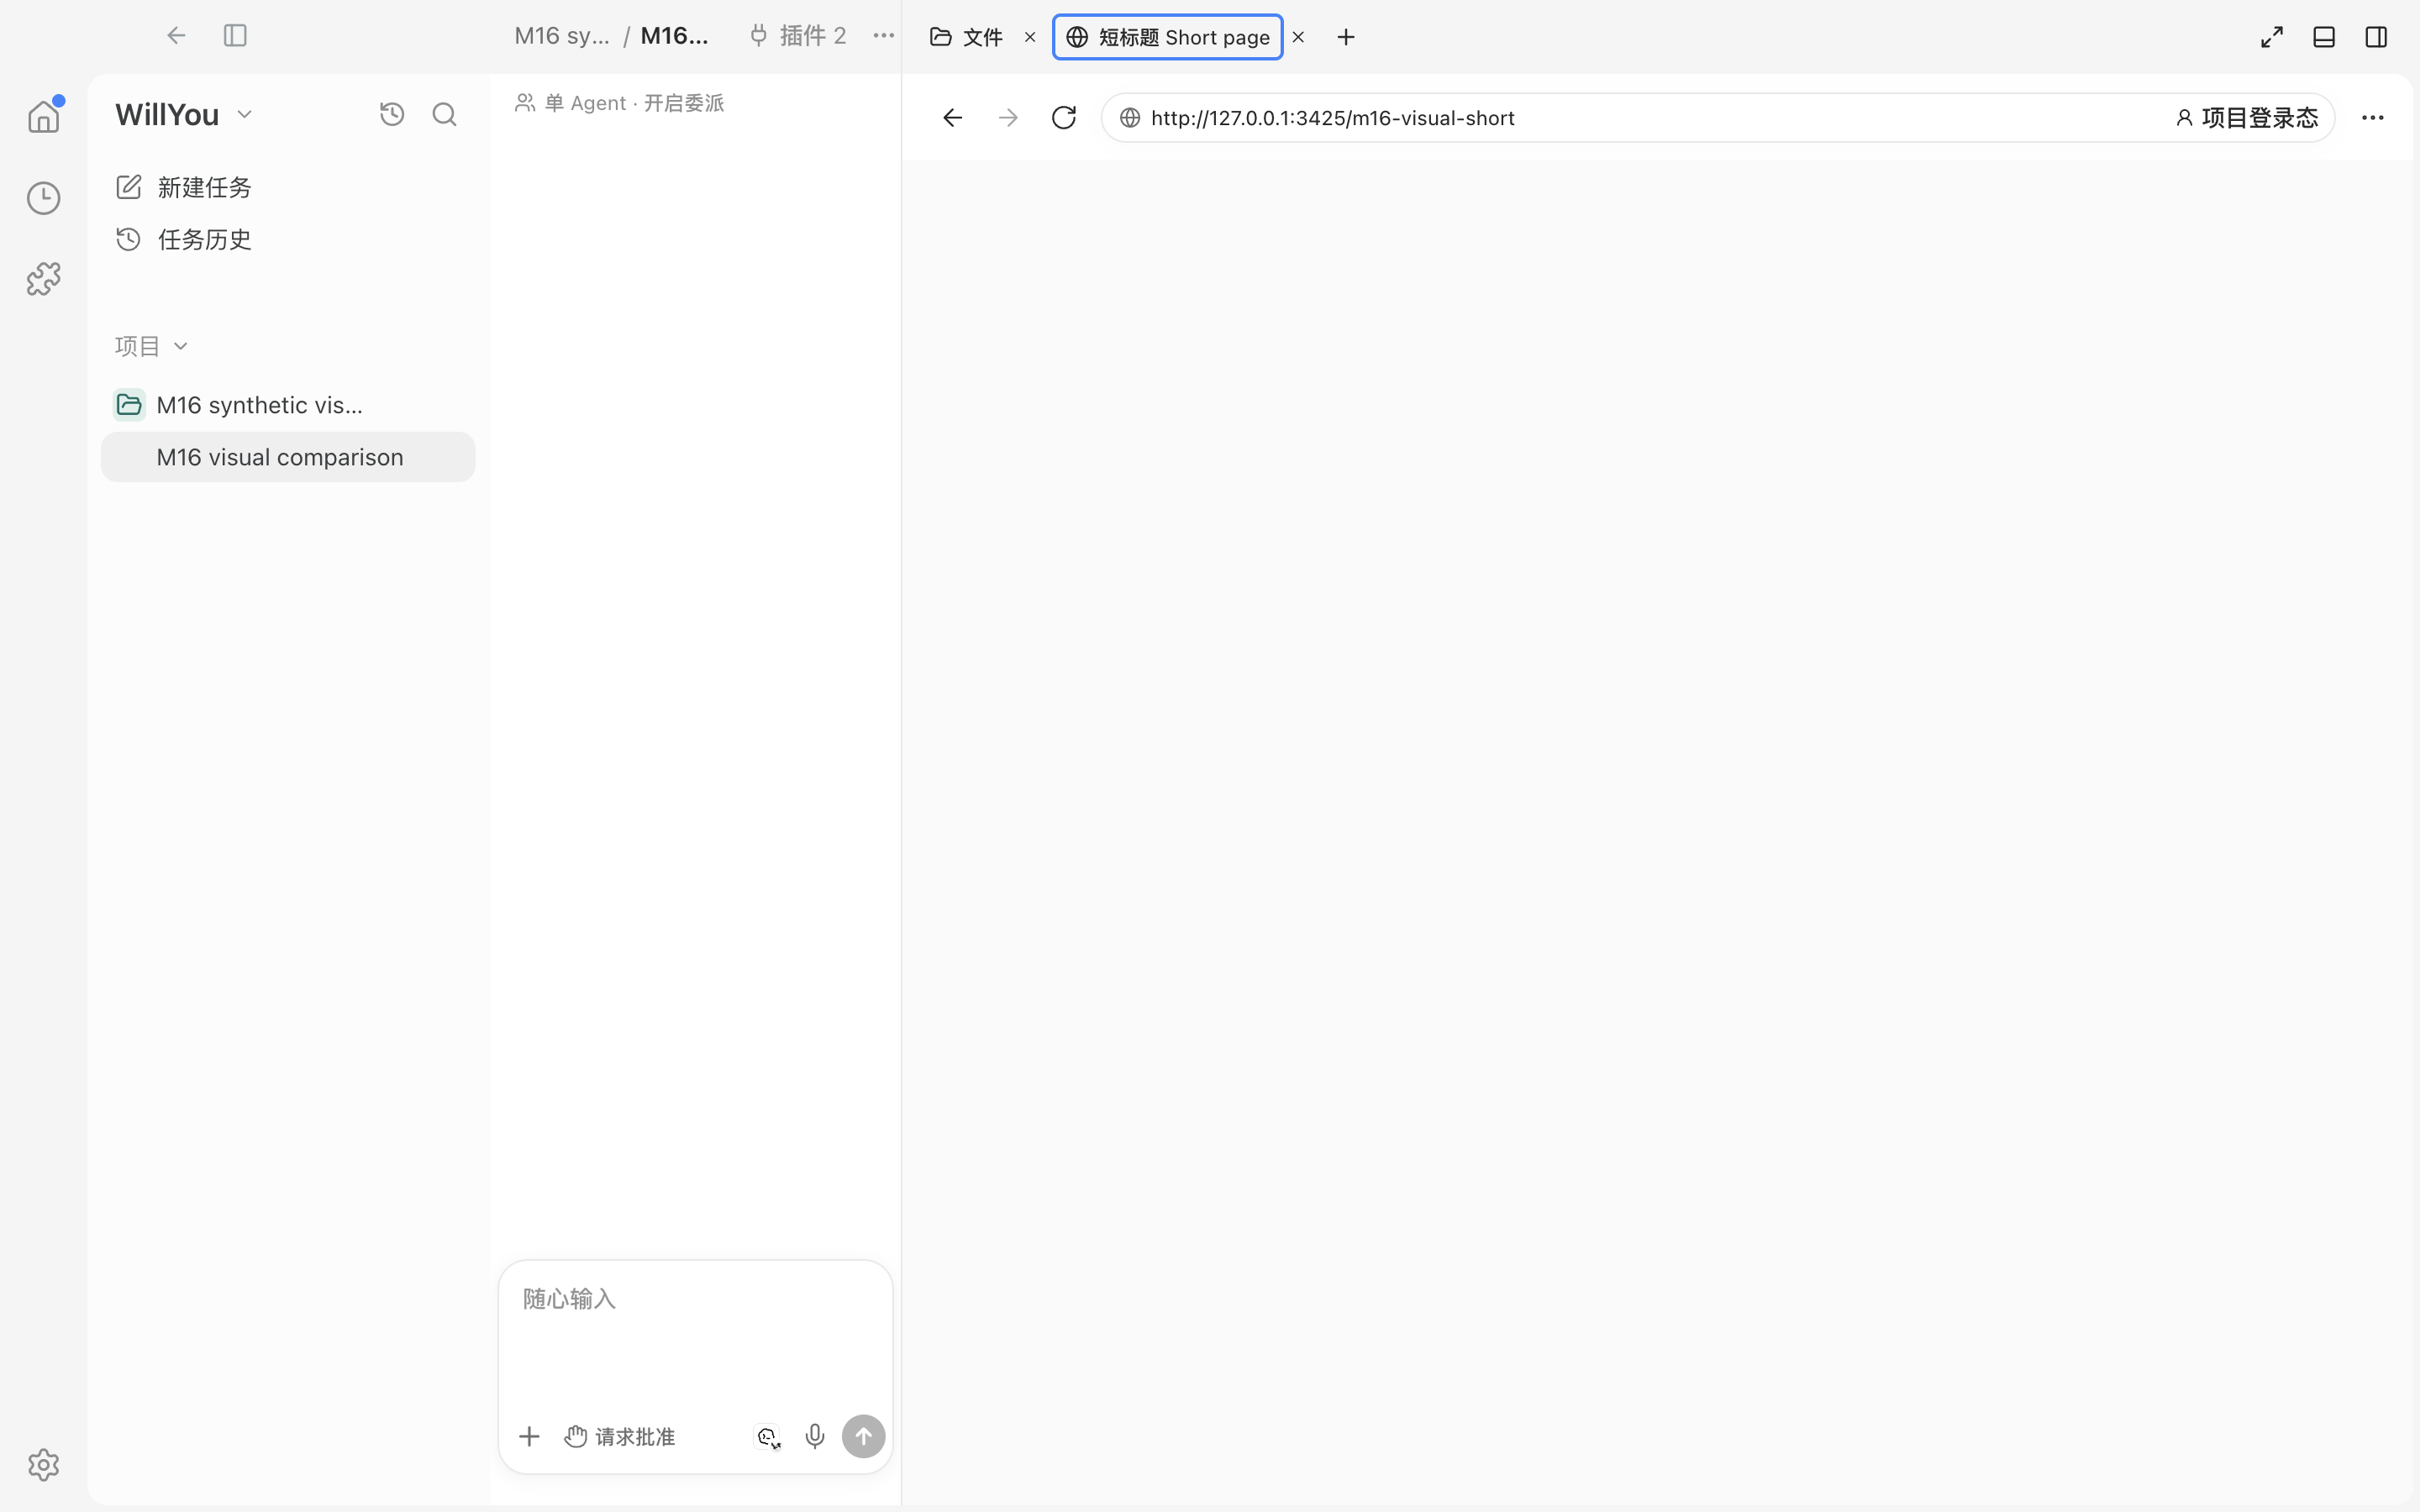 M16 sy... / M16... 插件 2
文件
短标题 Short page
WillYou
单 Agent · 开启委派
http://127.0.0.1:3425/m16-visual-short
项目登录态
新建任务
任务历史
项目
M16 synthetic vis...
M16 visual comparison
随心输入
请求批准